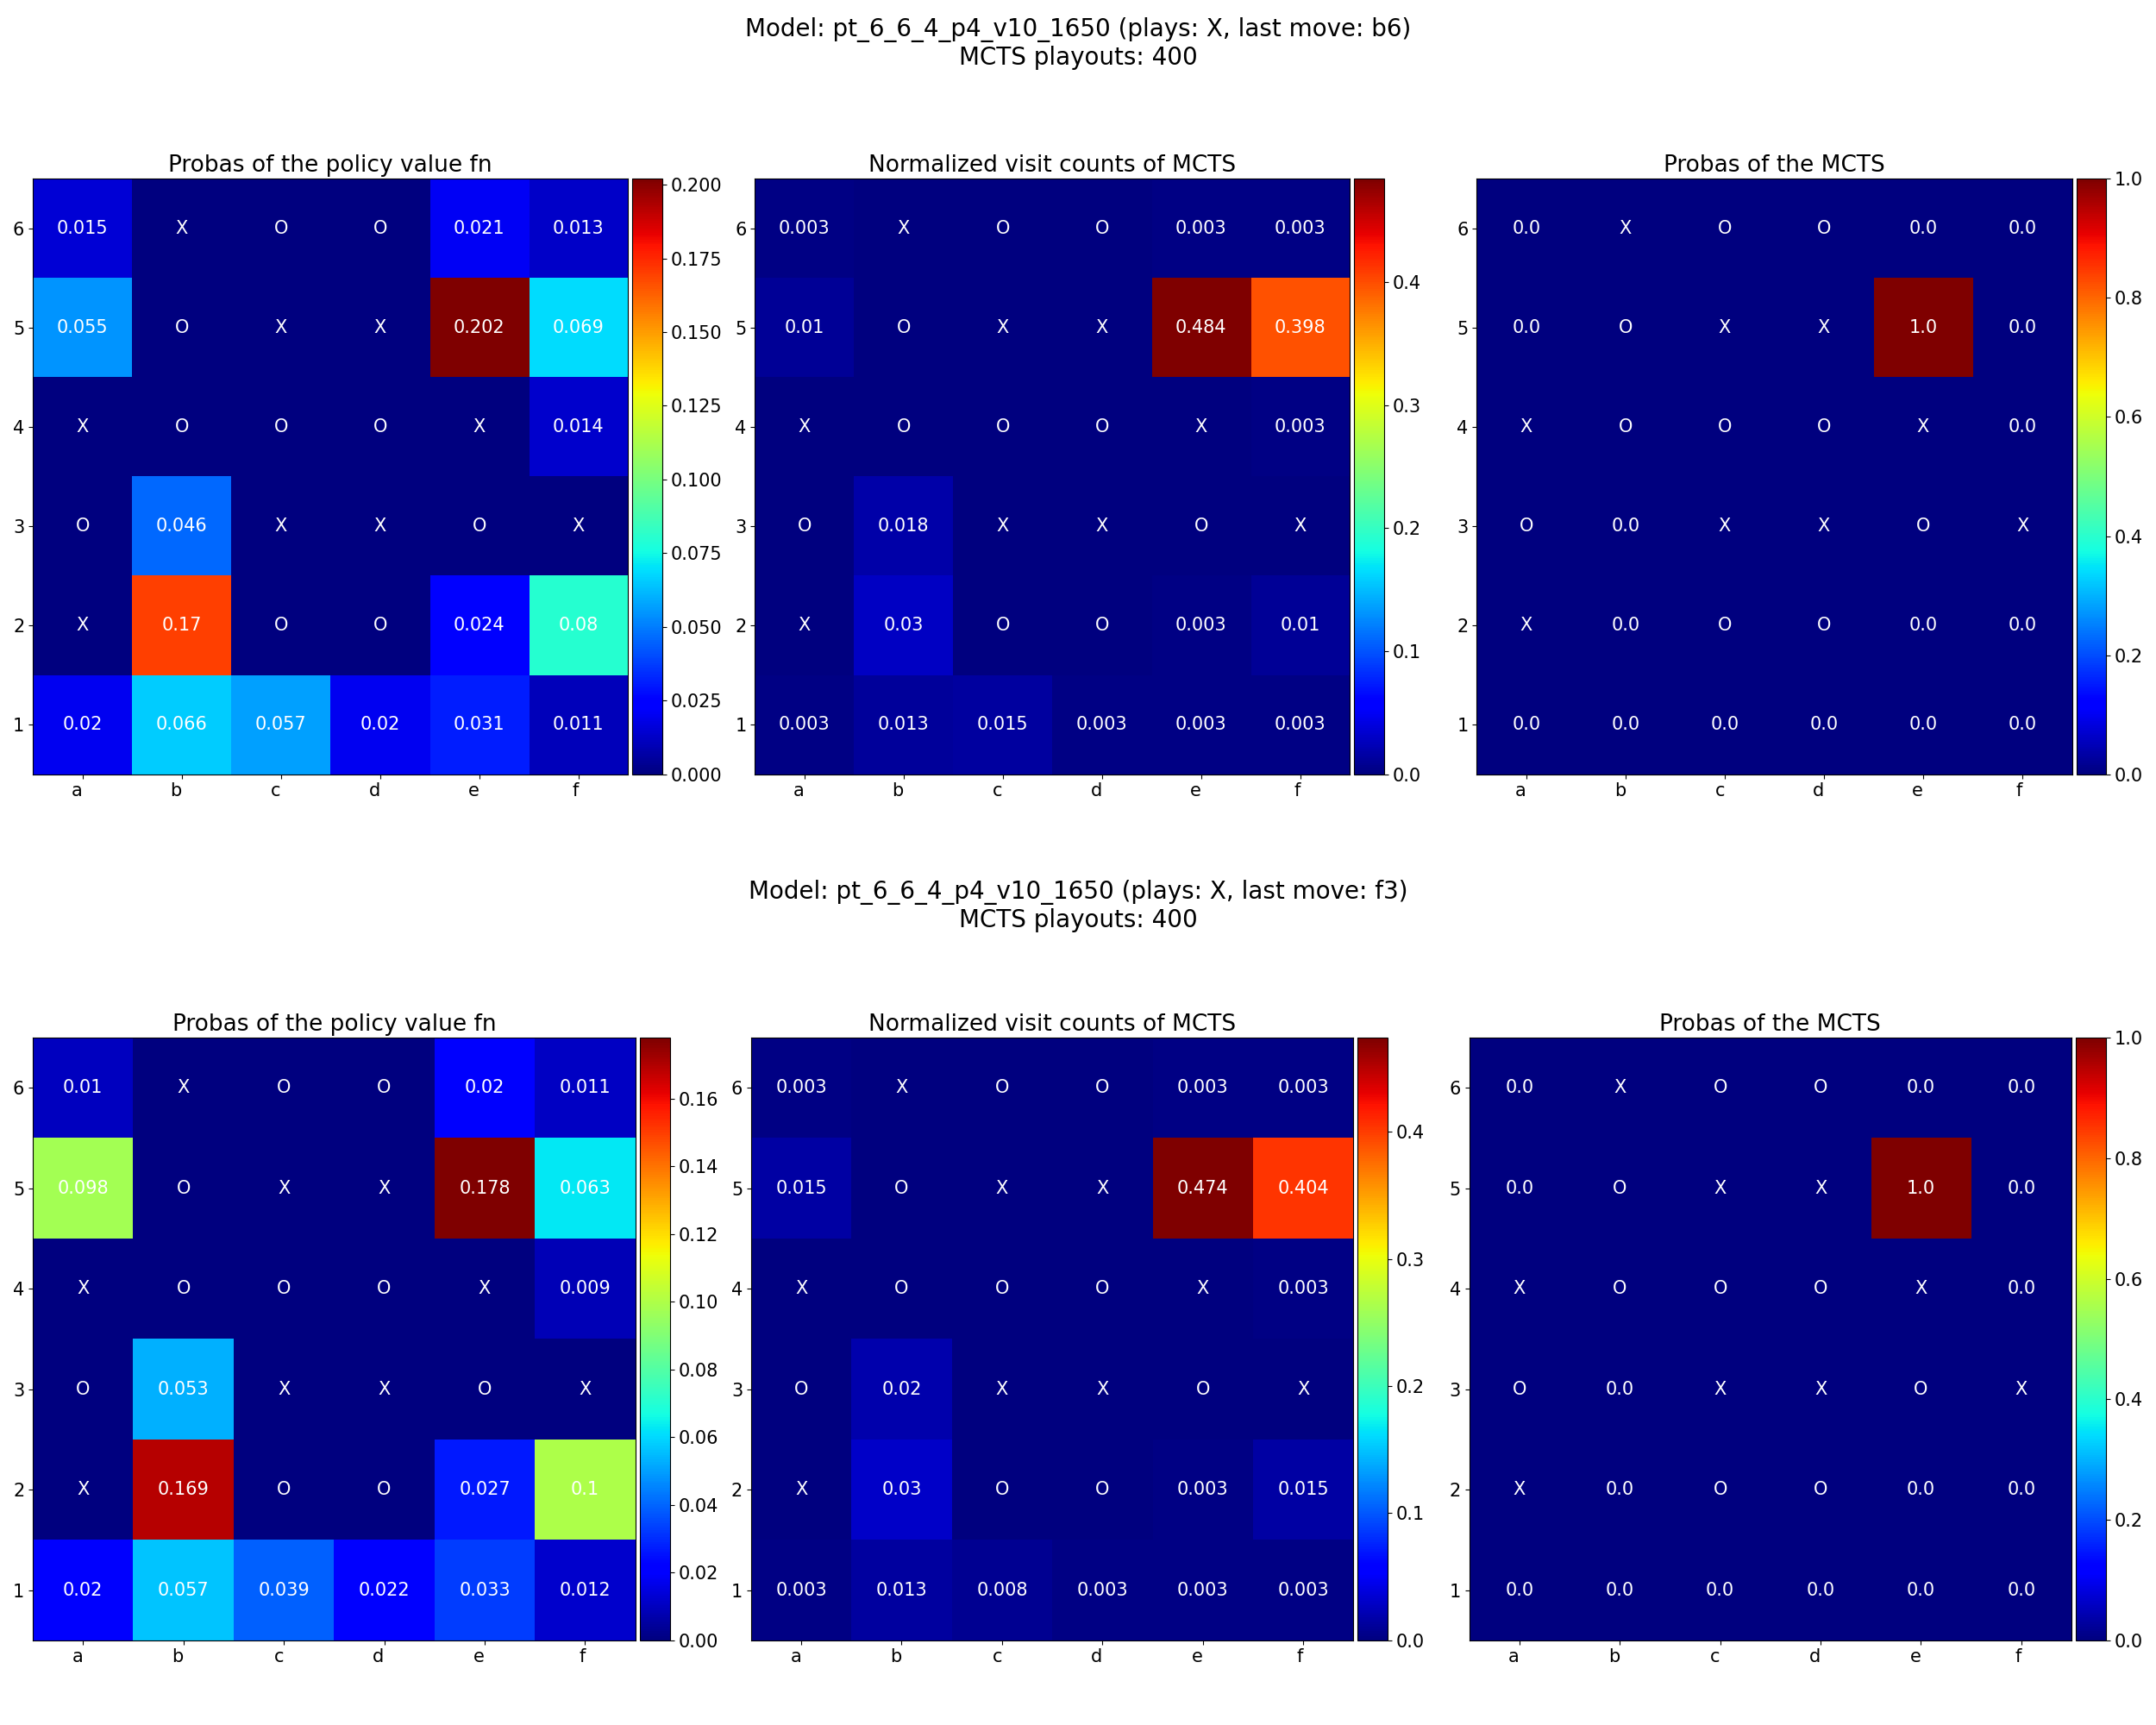 Model: pt_6_6_4_p4_v10_1650 (plays: X, last move: b6)
MCTS playouts: 400
Probas of the policy value fn
6 0.015 X O O 0.021 0.013
5 0.055 O X X 0.202 0.069
4 X O O O X 0.014
3 O 0.046 X X O X
2 X 0.17 O O 0.024 0.08
1 0.02 0.066 0.057 0.02 0.031 0.011
a b c d e f
0.200
0.175
0.150
0.125
0.100
0.075
0.050
0.025
0.000
Normalized visit counts of MCTS
6 0.003 X O O 0.003 0.003
5 0.01 O X X 0.484 0.398
4 X O O O X 0.003
3 O 0.018 X X O X
2 X 0.03 O O 0.003 0.01
1 0.003 0.013 0.015 0.003 0.003 0.003
a b c d e f
0.4
0.3
0.2
0.1
0.0
Probas of the MCTS
6 0.0 X O O 0.0 0.0
5 0.0 O X X 1.0 0.0
4 X O O O X 0.0
3 O 0.0 X X O X
2 X 0.0 O O 0.0 0.0
1 0.0 0.0 0.0 0.0 0.0 0.0
a b c d e f
1.0
0.8
0.6
0.4
0.2
0.0
Model: pt_6_6_4_p4_v10_1650 (plays: X, last move: f3)
MCTS playouts: 400
Probas of the policy value fn
6 0.01 X O O 0.02 0.011
5 0.098 O X X 0.178 0.063
4 X O O O X 0.009
3 O 0.053 X X O X
2 X 0.169 O O 0.027 0.1
1 0.02 0.057 0.039 0.022 0.033 0.012
a b c d e f
0.16
0.14
0.12
0.10
0.08
0.06
0.04
0.02
0.00
Normalized visit counts of MCTS
6 0.003 X O O 0.003 0.003
5 0.015 O X X 0.474 0.404
4 X O O O X 0.003
3 O 0.02 X X O X
2 X 0.03 O O 0.003 0.015
1 0.003 0.013 0.008 0.003 0.003 0.003
a b c d e f
0.4
0.3
0.2
0.1
0.0
Probas of the MCTS
6 0.0 X O O 0.0 0.0
5 0.0 O X X 1.0 0.0
4 X O O O X 0.0
3 O 0.0 X X O X
2 X 0.0 O O 0.0 0.0
1 0.0 0.0 0.0 0.0 0.0 0.0
a b c d e f
1.0
0.8
0.6
0.4
0.2
0.0